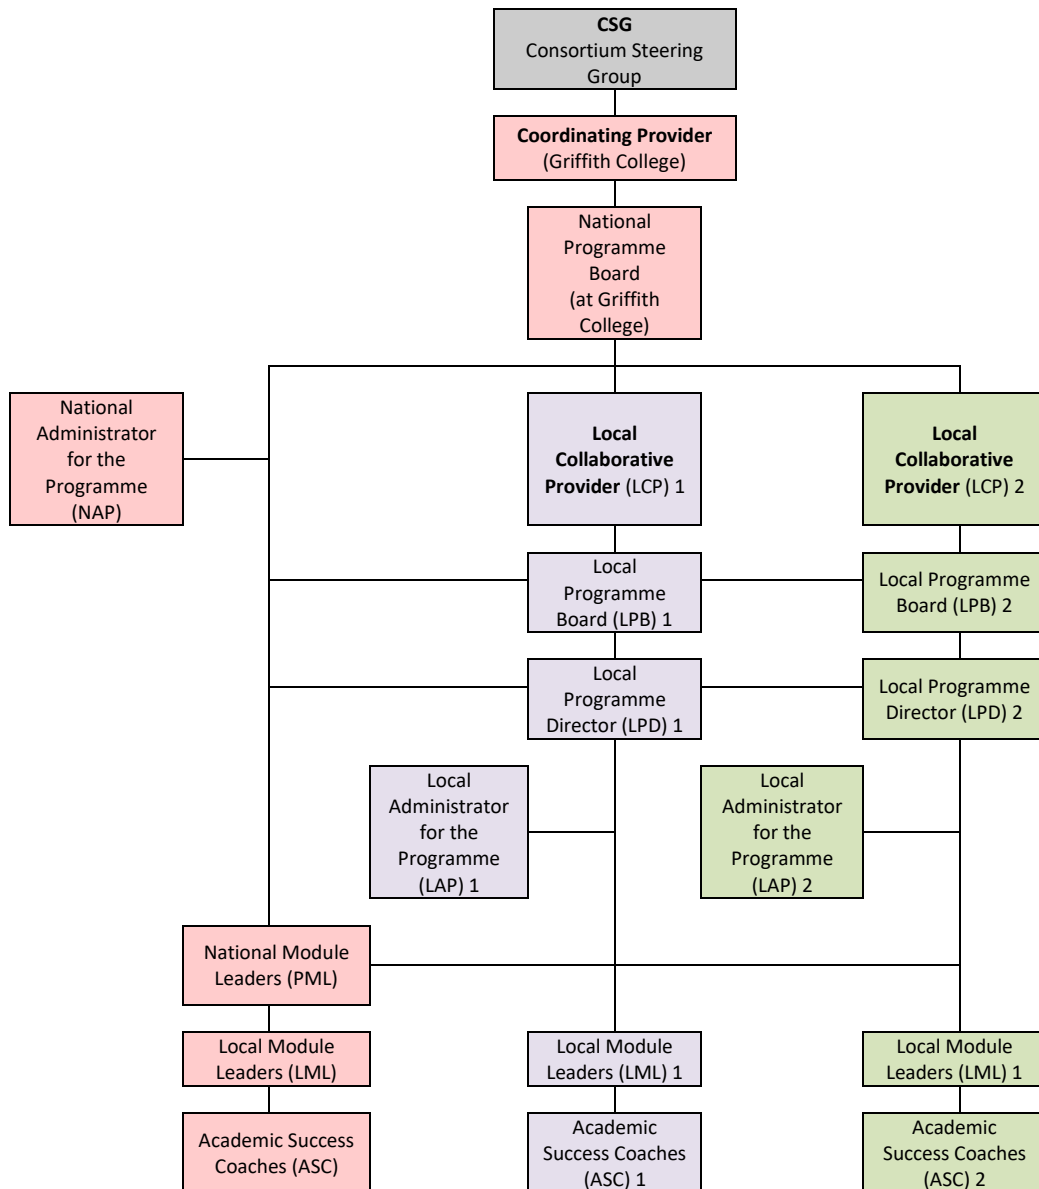 CSG
Consortium Steering
Group
Coordinating Provider
(Griffith College)
National
Programme
Board
(at Griffith
College)
National
Administrator
for the
Programme
(NAP)
Local
Collaborative
Provider (LCP) 1
Local
Collaborative
Provider (LCP) 2
Local
Programme
Board (LPB) 1
Local Programme
Board (LPB) 2
Local
Programme
Director (LPD) 1
Local Programme
Director (LPD) 2
Local
Administrator
for the
Programme
(LAP) 1
Local
Administrator
for the
Programme
(LAP) 2
National Module
Leaders (PML)
Local Module
Leaders (LML)
Local Module
Leaders (LML) 1
Local Module
Leaders (LML) 1
Academic Success
Coaches (ASC)
Academic
Success Coaches
(ASC) 1
Academic
Success Coaches
(ASC) 2